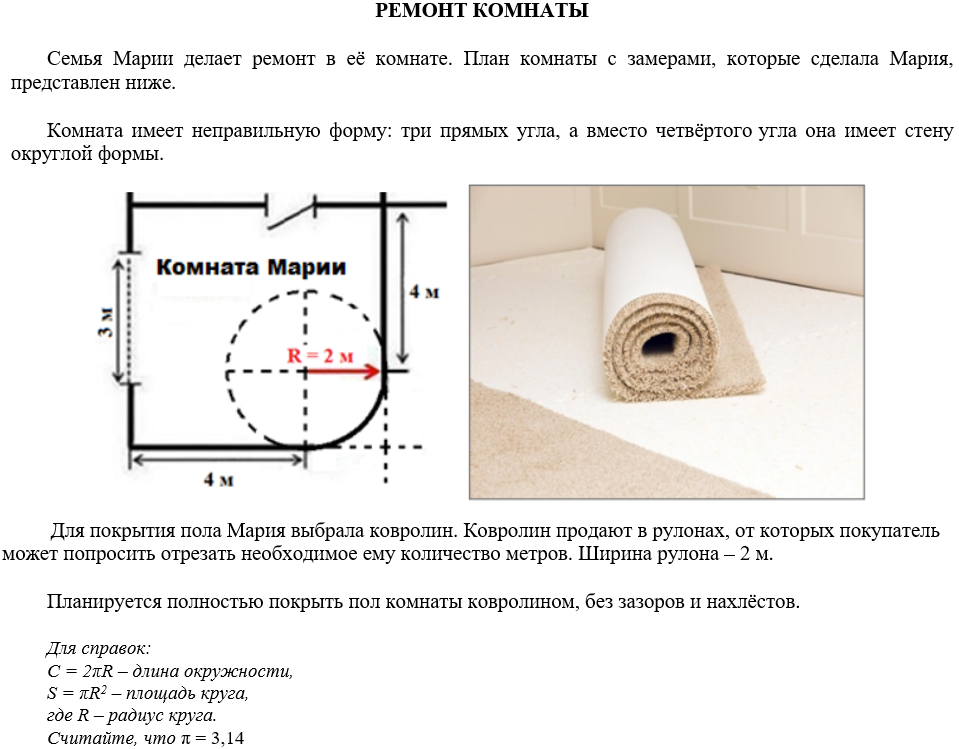 РЕМОНТ КОМНАТЫ
Семья Марии делает ремонт в её комнате. План комнаты с замерами, которые сделала Мария,
представлен ниже.
Комната имеет неправильную форму: три прямых угла, а вместо четвёртого угла она имеет стену
округлой формы.
Комната Марии
4 м
3 м
R = 2 м
4 м
Для покрытия пола Мария выбрала ковролин. Ковролин продают в рулонах, от которых покупатель
может попросить отрезать необходимое ему количество метров. Ширина рулона – 2 м.
Планируется полностью покрыть пол комнаты ковролином, без зазоров и нахлёстов.
Для справок:
C = 2πR – длина окружности,
S = πR² – площадь круга,
где R – радиус круга.
Считайте, что π = 3,14